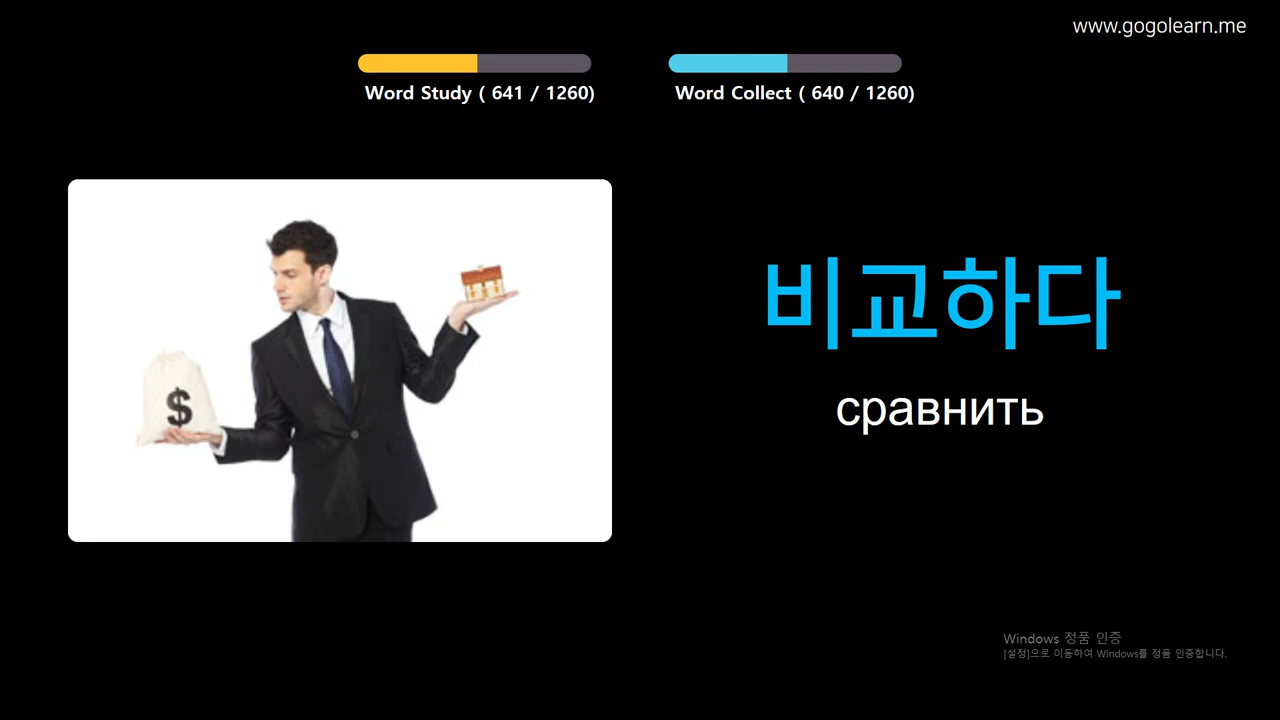 www.gogolearn.me
Word Study ( 641 / 1260)
Word Collect ( 640 / 1260)
$
비교하다
сравнить
Windows 정품 인증
[설정]으로 이동하여 Windows를 정품 인증합니다.